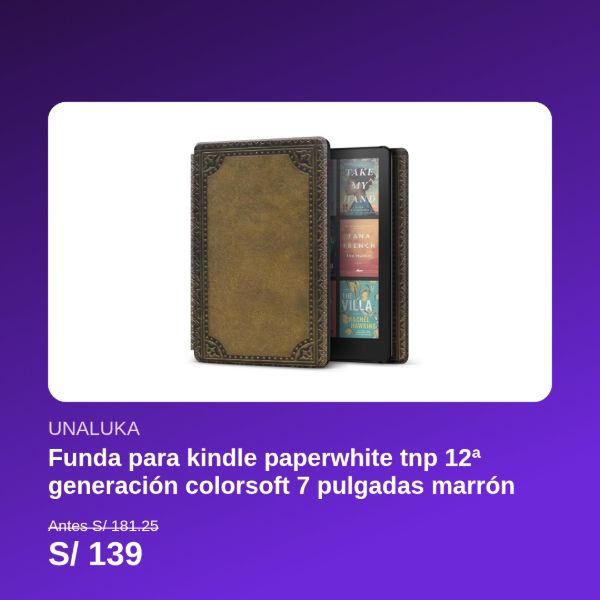 TAKE
MY
HAND
TANA
FRENCH
THE
VILLA
RACHEL
HAWKINS
UNALUKA
Funda para kindle paperwhite tnp 12ª
generación colorsoft 7 pulgadas marrón
Antes S/ 181.25
S/ 139